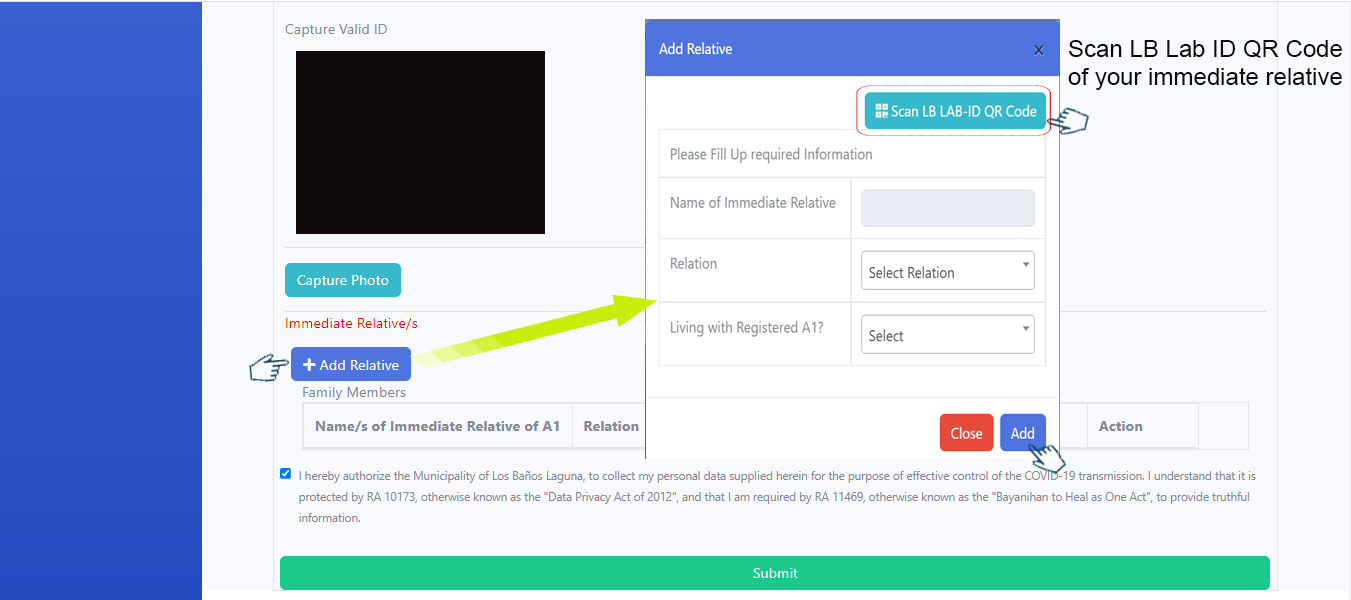 Capture Valid ID
Capture Photo
Immediate Relative/s
Add Relative
Family Members
Name/s of Immediate Relative of A1 Relation Action
Add Relative x
Scan LB LAB-ID QR Code
Please Fill Up required Information
Name of Immediate Relative
Relation Select Relation
Living with Registered A1? Select
Close Add
Scan LB Lab ID QR Code
of your immediate relative
I hereby authorize the Municipality of Los Baños Laguna, to collect my personal data supplied herein for the purpose of effective control of the COVID-19 transmission. I understand that it is
protected by RA 10173, otherwise known as the "Data Privacy Act of 2012", and that I am required by RA 11469, otherwise known as the "Bayanihan to Heal as One Act", to provide truthful
information.
Submit